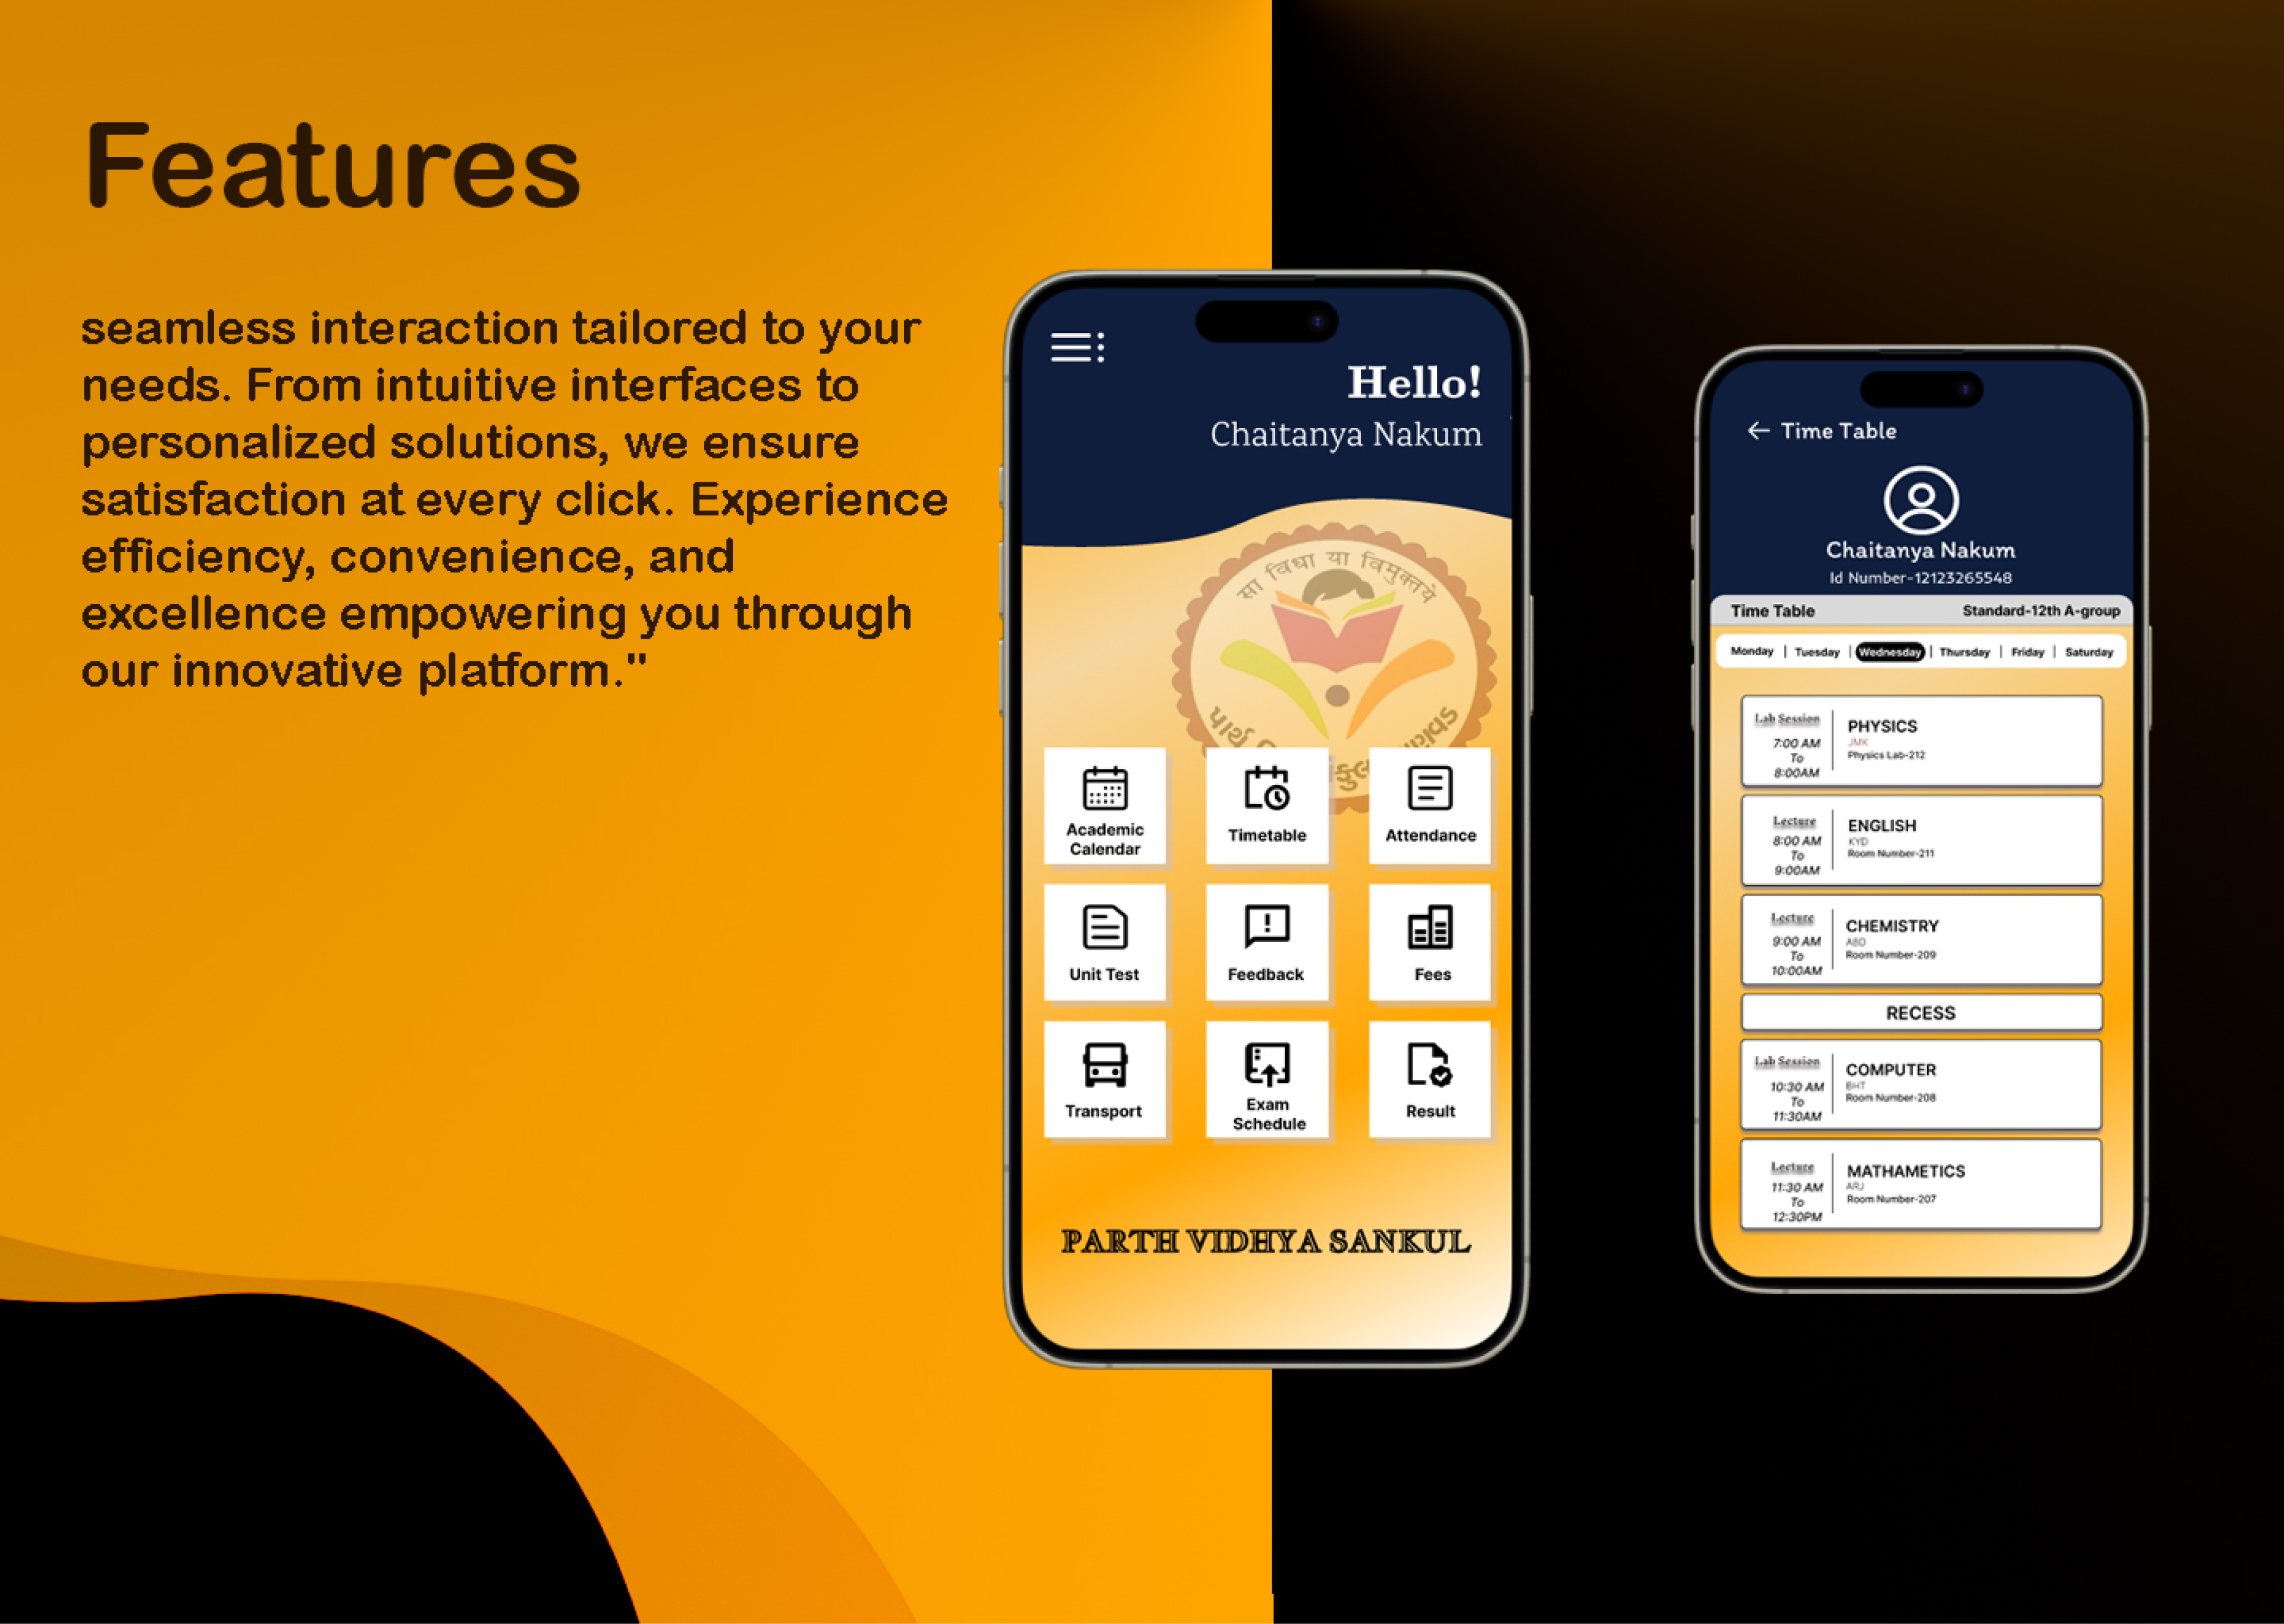 Features
seamless interaction tailored to your
needs. From intuitive interfaces to
personalized solutions, we ensure
satisfaction at every click. Experience
efficiency, convenience, and
excellence empowering you through
our innovative platform."
Hello!
Chaitanya Nakum
सा विधा या विमुक्तये
પાર્થ
Academic
Calendar
Timetable
Attendance
Unit Test
Feedback
Fees
Transport
Exam
Schedule
Result
PARTH VIDHYA SANKUL
← Time Table
Chaitanya Nakum
Id Number-12123265548
Time Table
Standard-12th A-group
Monday | Tuesday | Wednesday | Thursday | Friday | Saturday
Lab Session
7:00 AM
To
8:00AM
PHYSICS
JMK
Physics Lab-212
Lecture
8:00 AM
To
9:00AM
ENGLISH
KYD
Room Number-211
Lecture
9:00 AM
To
10:00AM
CHEMISTRY
ABD
Room Number-209
RECESS
Lab Session
10:30 AM
To
11:30AM
COMPUTER
BHT
Room Number-208
Lecture
11:30 AM
To
12:30PM
MATHAMETICS
ARJ
Room Number-207